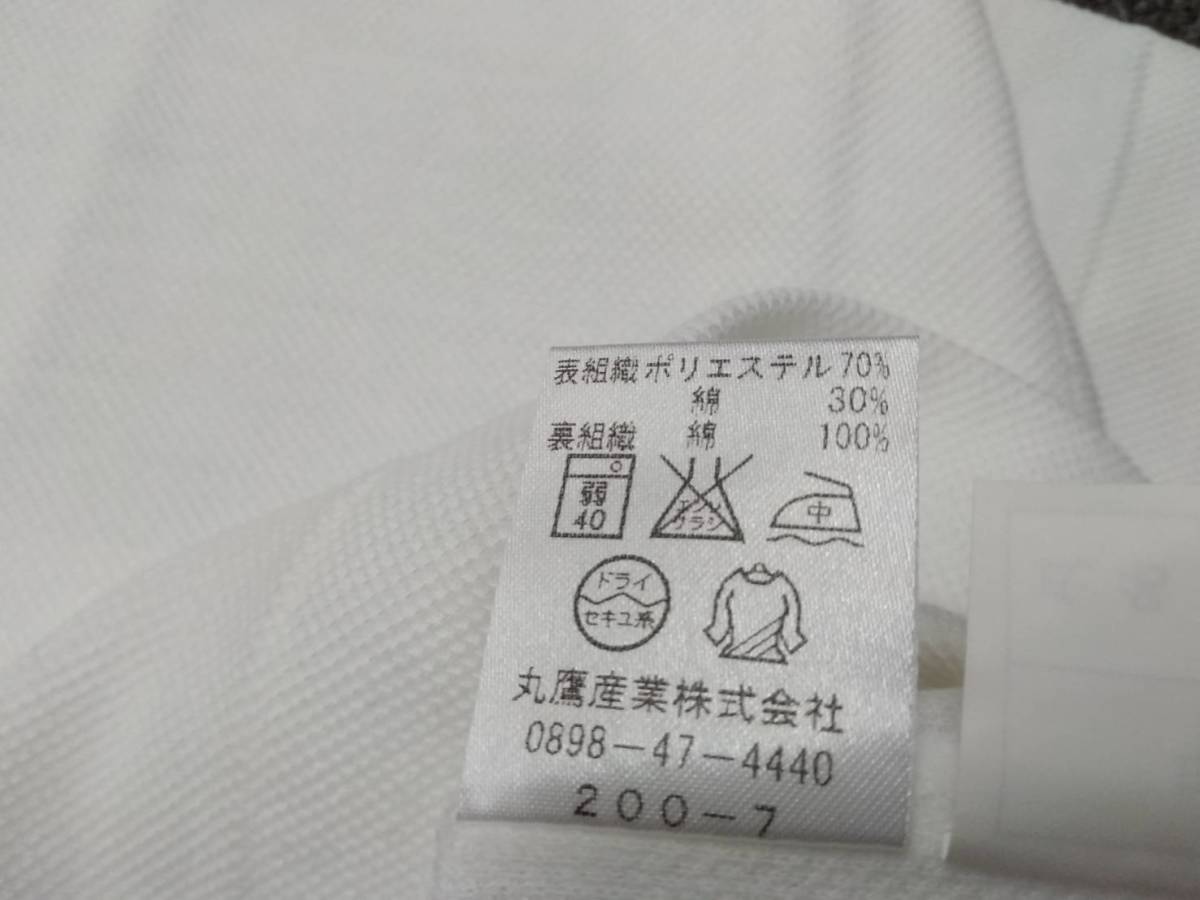 表組織ポリエステル 70%
綿 30%
裏組織 綿 100%
弱 エンソ 中
40 サラシ
ドライ
セキユ系
丸鷹産業株式会社
0898-47-4440
200-7